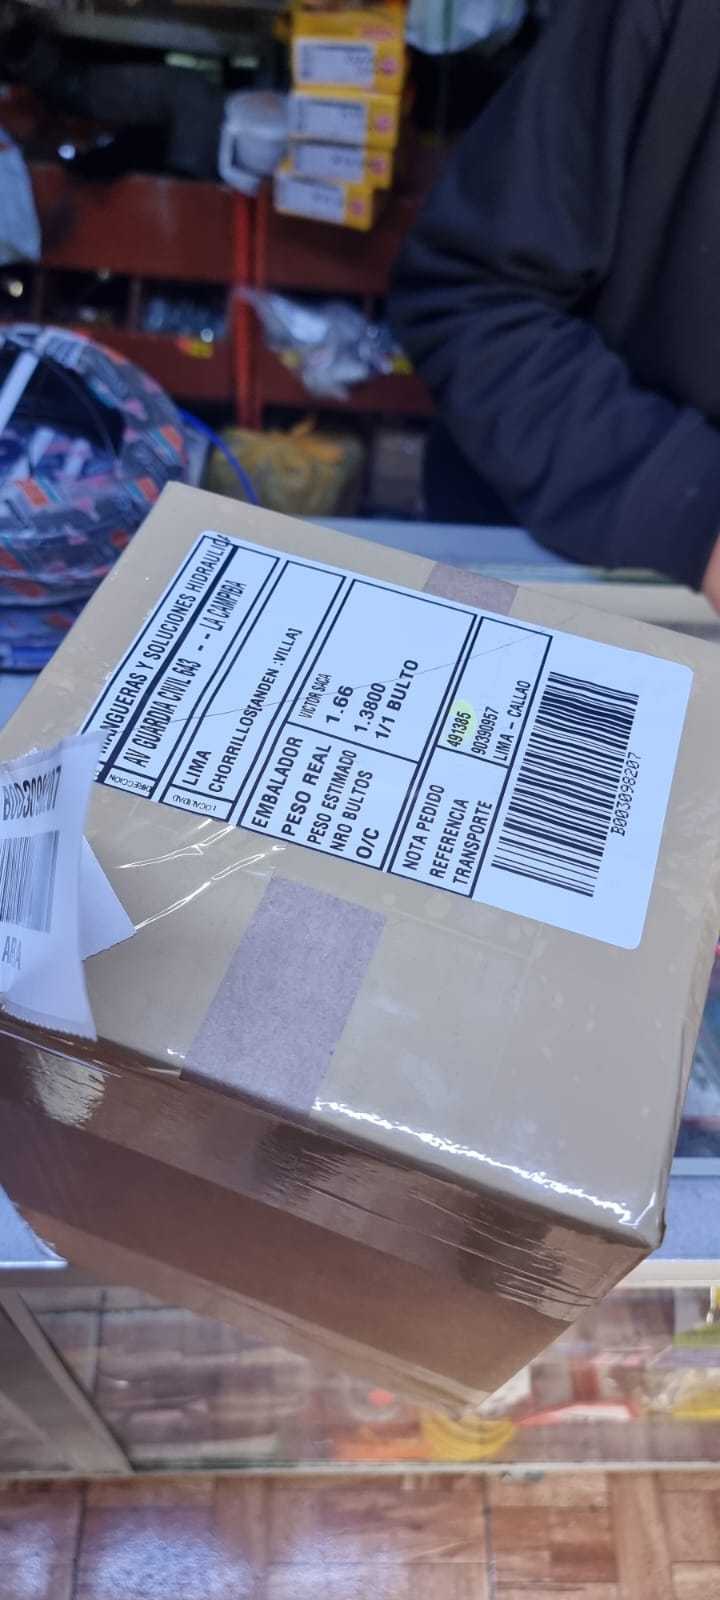 MANGUERAS Y SOLUCIONES HIDRAULICA
DIRECCION AV GUARDIA CIVIL 643 - - LA CAMPIÑA
LOCALIDAD LIMA
CHORRILLOS[ANDEN :VILLA]
EMBALADOR VICTOR SACA
PESO REAL 1.66
PESO ESTIMADO 1.3800
NRO BULTOS 1/1 BULTO
O/C
NOTA PEDIDO 491385
REFERENCIA 90390957
TRANSPORTE LIMA - CALLAO
B003098207